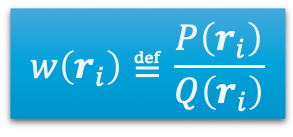 w(rᵢ) ≝ P(rᵢ) / Q(rᵢ)